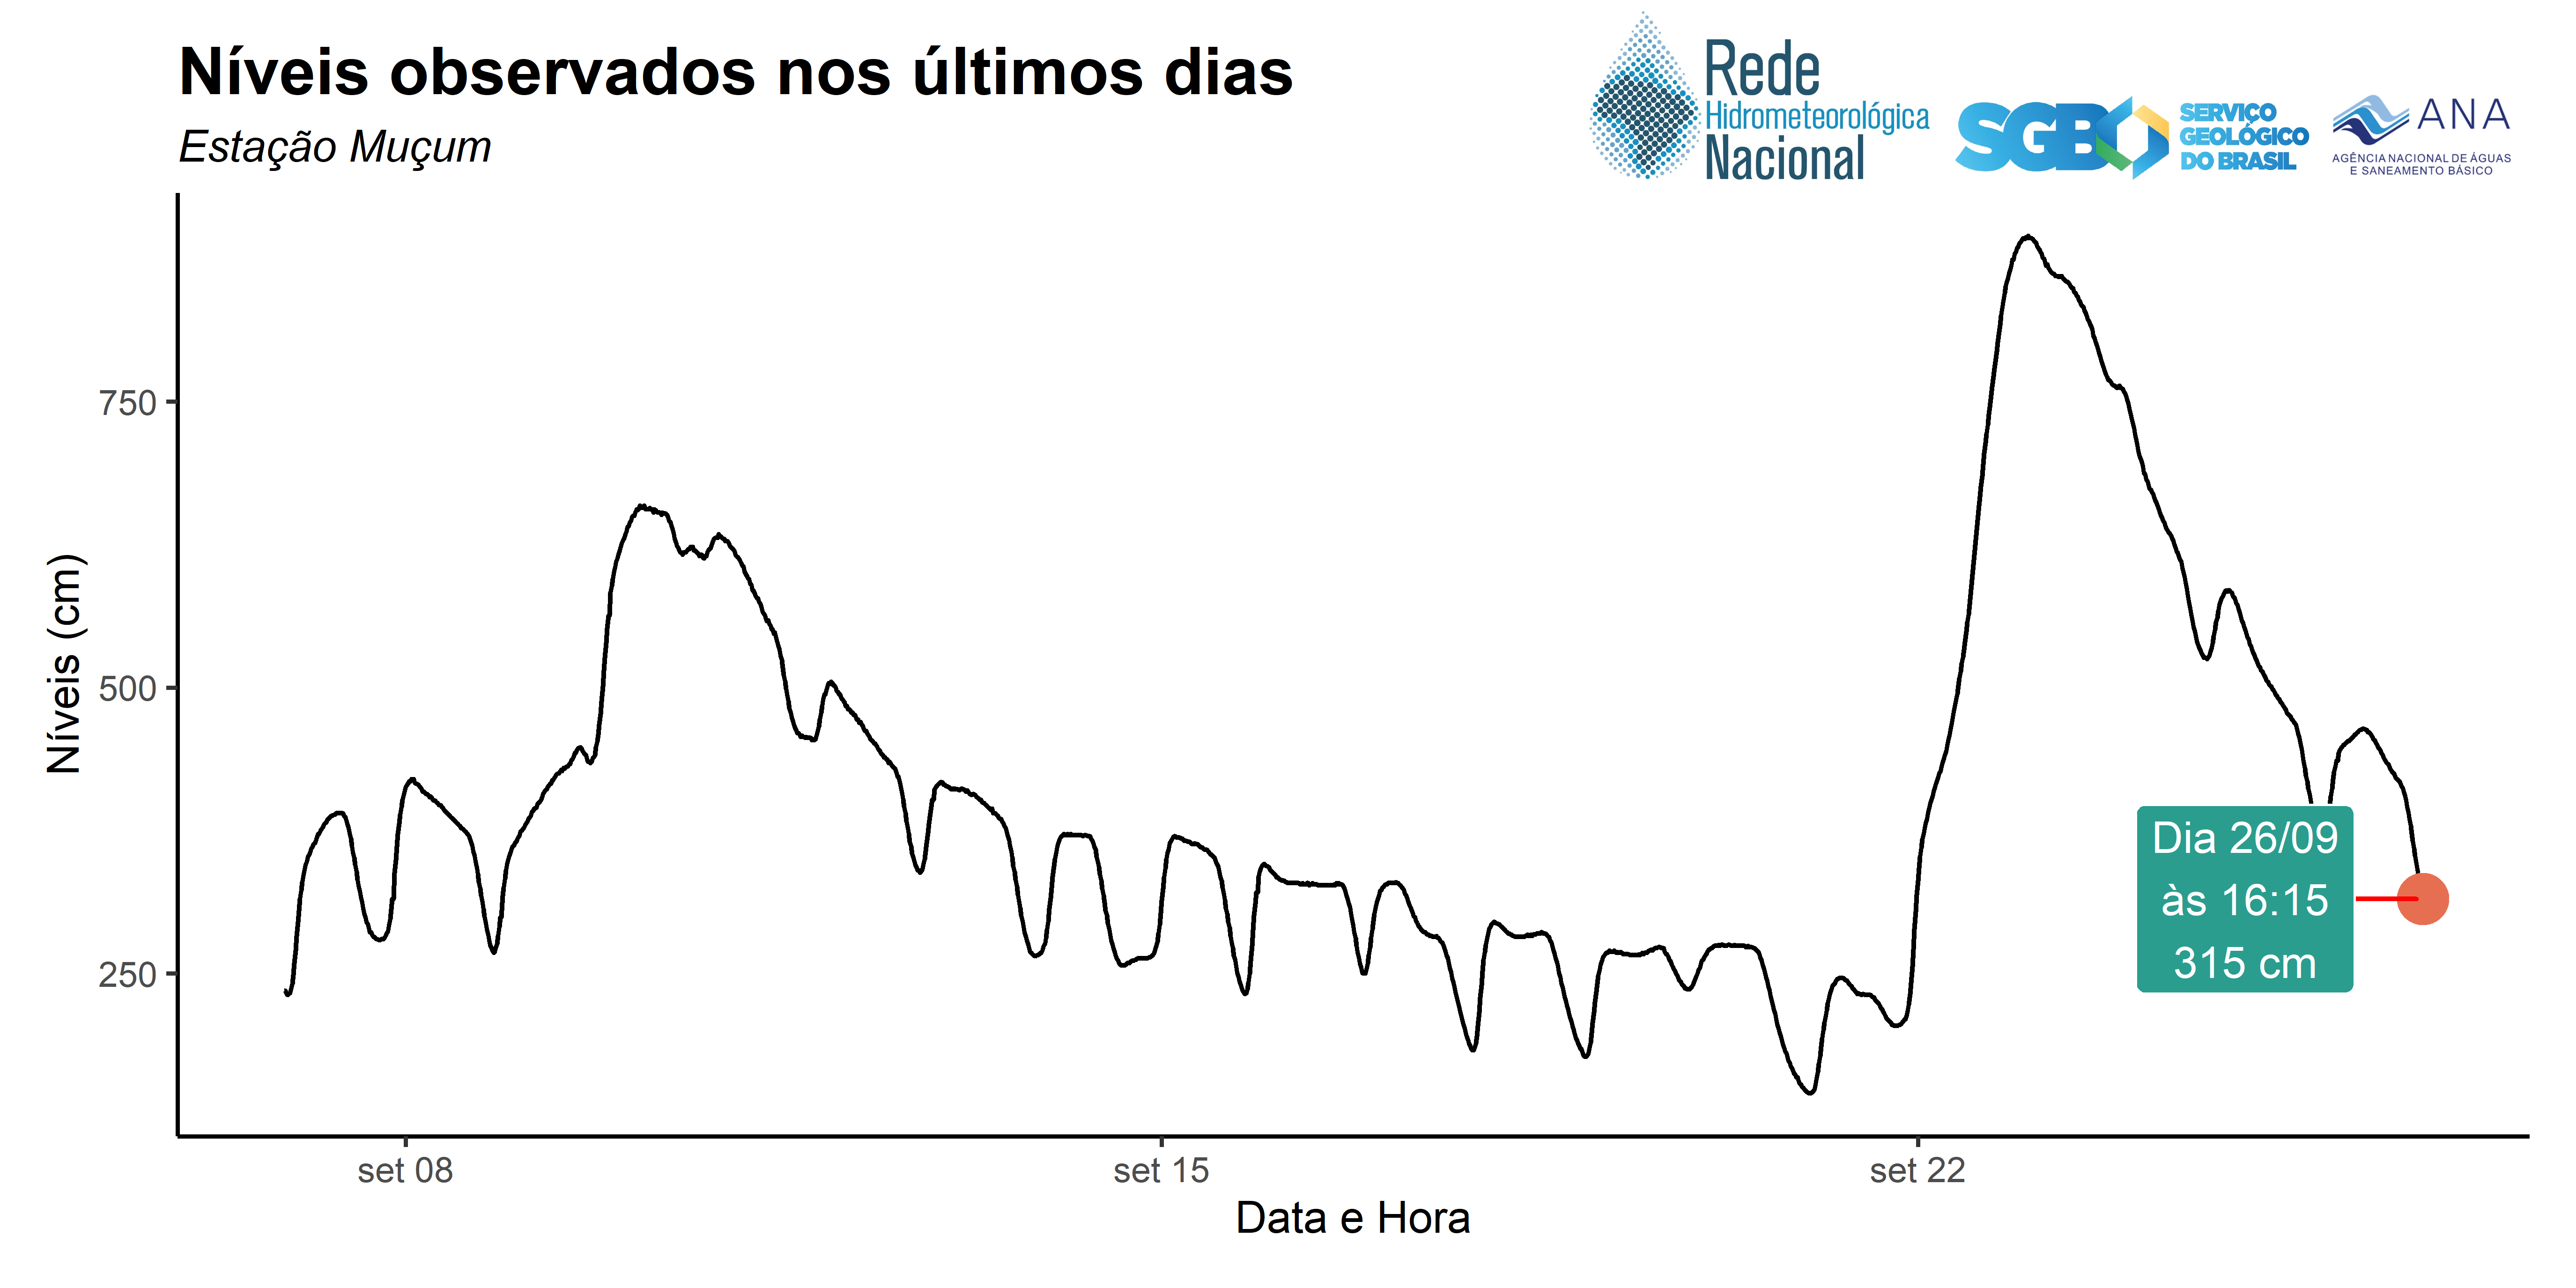 Níveis observados nos últimos dias
Estação Muçum
Rede
Hidrometeorológica
Nacional
SGB
SERVIÇO
GEOLÓGICO
DO BRASIL
ANA
AGÊNCIA NACIONAL DE ÁGUAS
E SANEAMENTO BÁSICO
Níveis (cm)
750
500
250
Dia 26/09
às 16:15
315 cm
set 08
set 15
set 22
Data e Hora